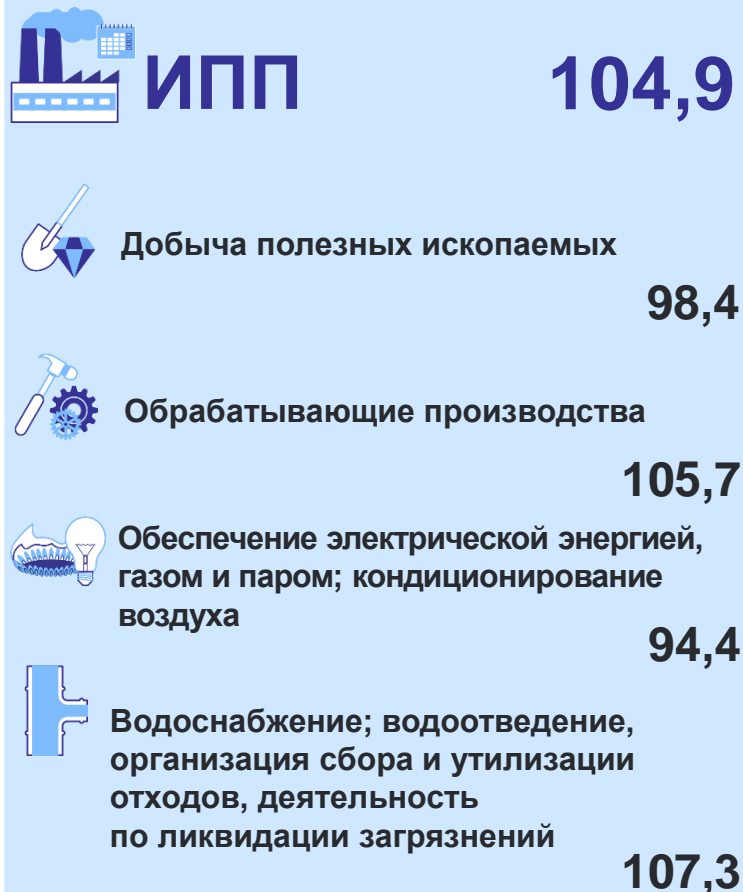 ИПП 104,9
Добыча полезных ископаемых
98,4
Обрабатывающие производства
105,7
Обеспечение электрической энергией,
газом и паром; кондиционирование
воздуха
94,4
Водоснабжение; водоотведение,
организация сбора и утилизации
отходов, деятельность
по ликвидации загрязнений
107,3